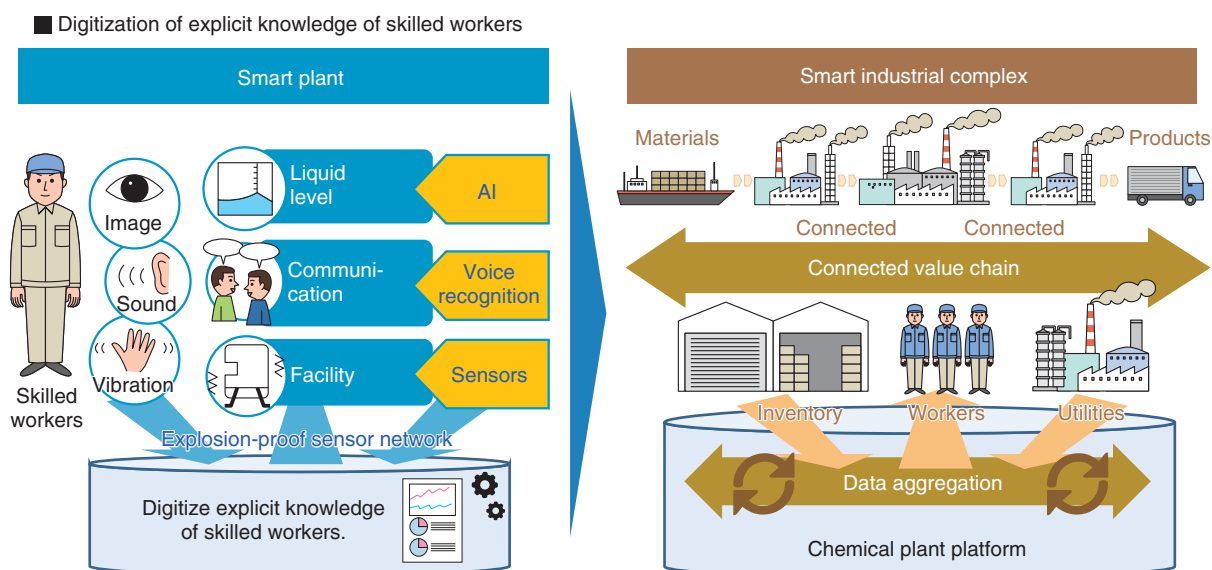 ■ Digitization of explicit knowledge of skilled workers
Smart plant
Image
Sound
Vibration
Skilled
workers
Liquid
level
AI
Communi-
cation
Voice
recognition
Facility
Sensors
Explosion-proof sensor network
Digitize explicit knowledge
of skilled workers.
Smart industrial complex
Materials
Products
Connected
Connected
Connected value chain
Inventory
Workers
Utilities
Data aggregation
Chemical plant platform